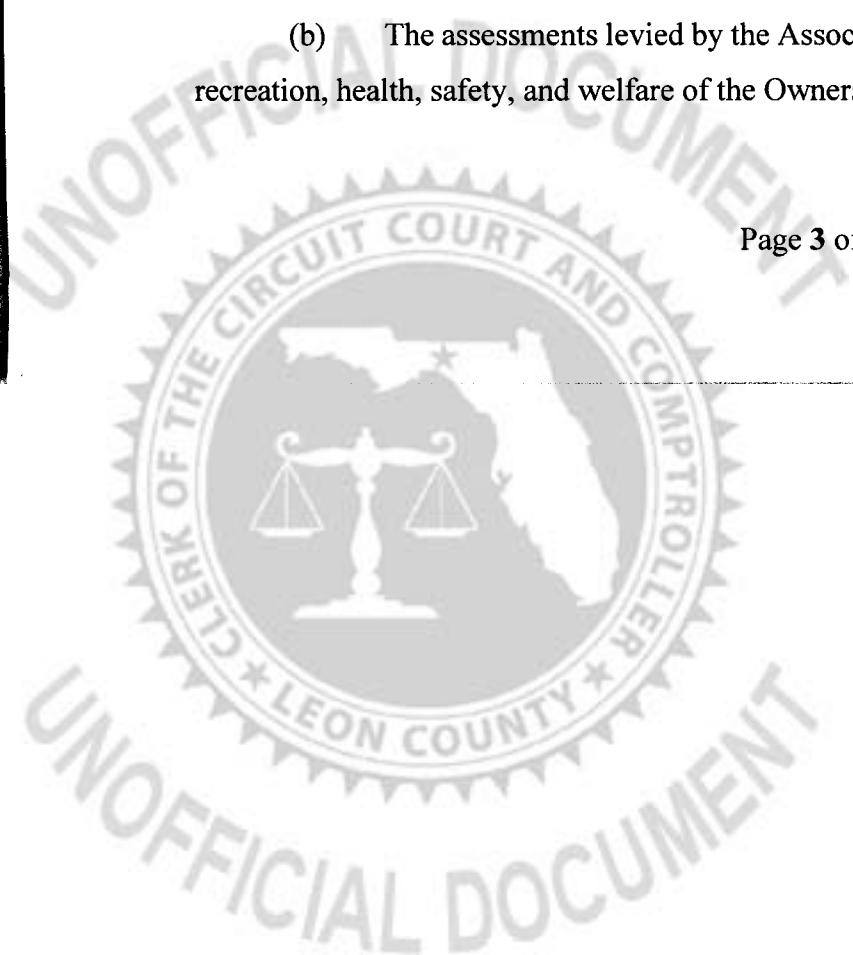 (b) The assessments levied by the Assoc
recreation, health, safety, and welfare of the Owner
Page 3 of
UNOFFICIAL DOCUMENT
CLERK OF THE CIRCUIT COURT AND COMPTROLLER
★ LEON COUNTY ★
UNOFFICIAL DOCUMENT